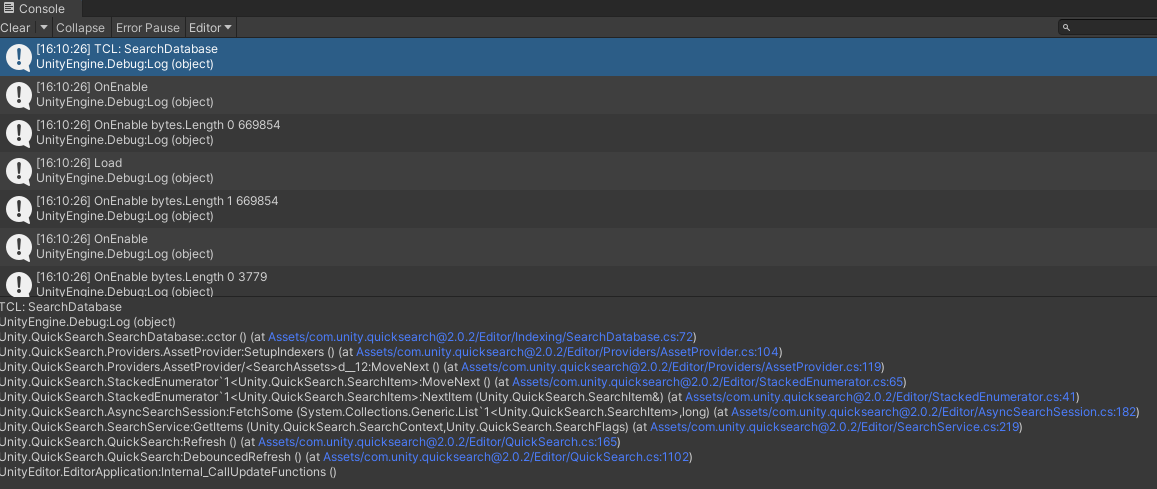 Console
Clear Collapse Error Pause Editor
[16:10:26] TCL: SearchDatabase
UnityEngine.Debug:Log (object)
[16:10:26] OnEnable
UnityEngine.Debug:Log (object)
[16:10:26] OnEnable bytes.Length 0 669854
UnityEngine.Debug:Log (object)
[16:10:26] Load
UnityEngine.Debug:Log (object)
[16:10:26] OnEnable bytes.Length 1 669854
UnityEngine.Debug:Log (object)
[16:10:26] OnEnable
UnityEngine.Debug:Log (object)
[16:10:26] OnEnable bytes.Length 0 3779
UnityEngine.Debug:Log (object)
TCL: SearchDatabase
UnityEngine.Debug:Log (object)
Unity.QuickSearch.SearchDatabase:.cctor () (at Assets/com.unity.quicksearch@2.0.2/Editor/Indexing/SearchDatabase.cs:72)
Unity.QuickSearch.Providers.AssetProvider:SetupIndexers () (at Assets/com.unity.quicksearch@2.0.2/Editor/Providers/AssetProvider.cs:104)
Unity.QuickSearch.Providers.AssetProvider/<SearchAssets>d__12:MoveNext () (at Assets/com.unity.quicksearch@2.0.2/Editor/Providers/AssetProvider.cs:119)
Unity.QuickSearch.StackedEnumerator`1<Unity.QuickSearch.SearchItem>:MoveNext () (at Assets/com.unity.quicksearch@2.0.2/Editor/StackedEnumerator.cs:65)
Unity.QuickSearch.StackedEnumerator`1<Unity.QuickSearch.SearchItem>:NextItem (Unity.QuickSearch.SearchItem&) (at Assets/com.unity.quicksearch@2.0.2/Editor/StackedEnumerator.cs:41)
Unity.QuickSearch.AsyncSearchSession:FetchSome (System.Collections.Generic.List`1<Unity.QuickSearch.SearchItem>,long) (at Assets/com.unity.quicksearch@2.0.2/Editor/AsyncSearchSession.cs:182)
Unity.QuickSearch.SearchService:GetItems (Unity.QuickSearch.SearchContext,Unity.QuickSearch.SearchFlags) (at Assets/com.unity.quicksearch@2.0.2/Editor/SearchService.cs:219)
Unity.QuickSearch.QuickSearch:Refresh () (at Assets/com.unity.quicksearch@2.0.2/Editor/QuickSearch.cs:165)
Unity.QuickSearch.QuickSearch:DebouncedRefresh () (at Assets/com.unity.quicksearch@2.0.2/Editor/QuickSearch.cs:1102)
UnityEditor.EditorApplication:Internal_CallUpdateFunctions ()